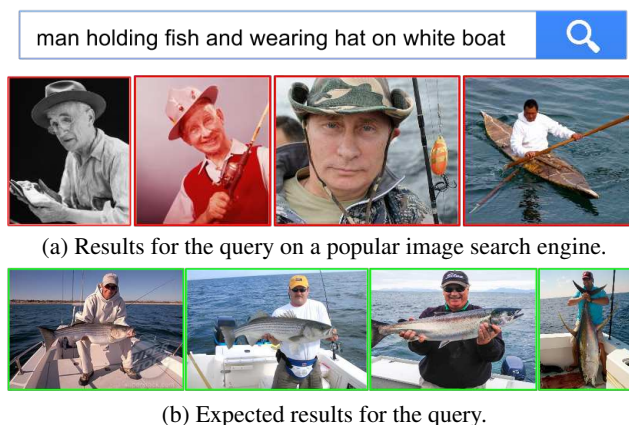 man holding fish and wearing hat on white boat
(a) Results for the query on a popular image search engine.
(b) Expected results for the query.